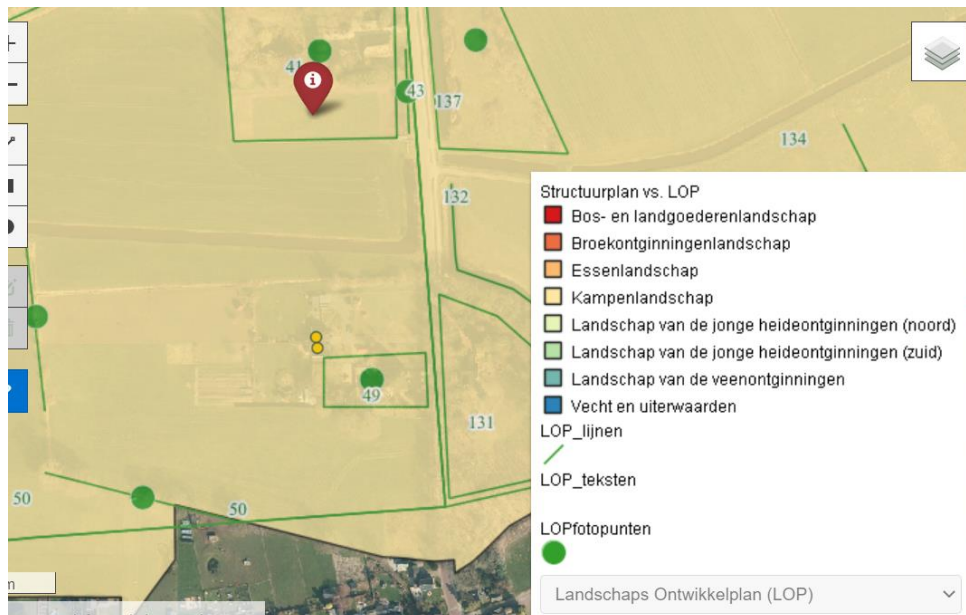 41
43
137
134
132
49
131
50
50
m
Structuurplan vs. LOP
Bos- en landgoederenlandschap
Broekontginningenlandschap
Essenlandschap
Kampenlandschap
Landschap van de jonge heideontginningen (noord)
Landschap van de jonge heideontginningen (zuid)
Landschap van de veenontginningen
Vecht en uiterwaarden
LOP_lijnen
LOP_teksten
LOPfotopunten
Landschaps Ontwikkelplan (LOP)